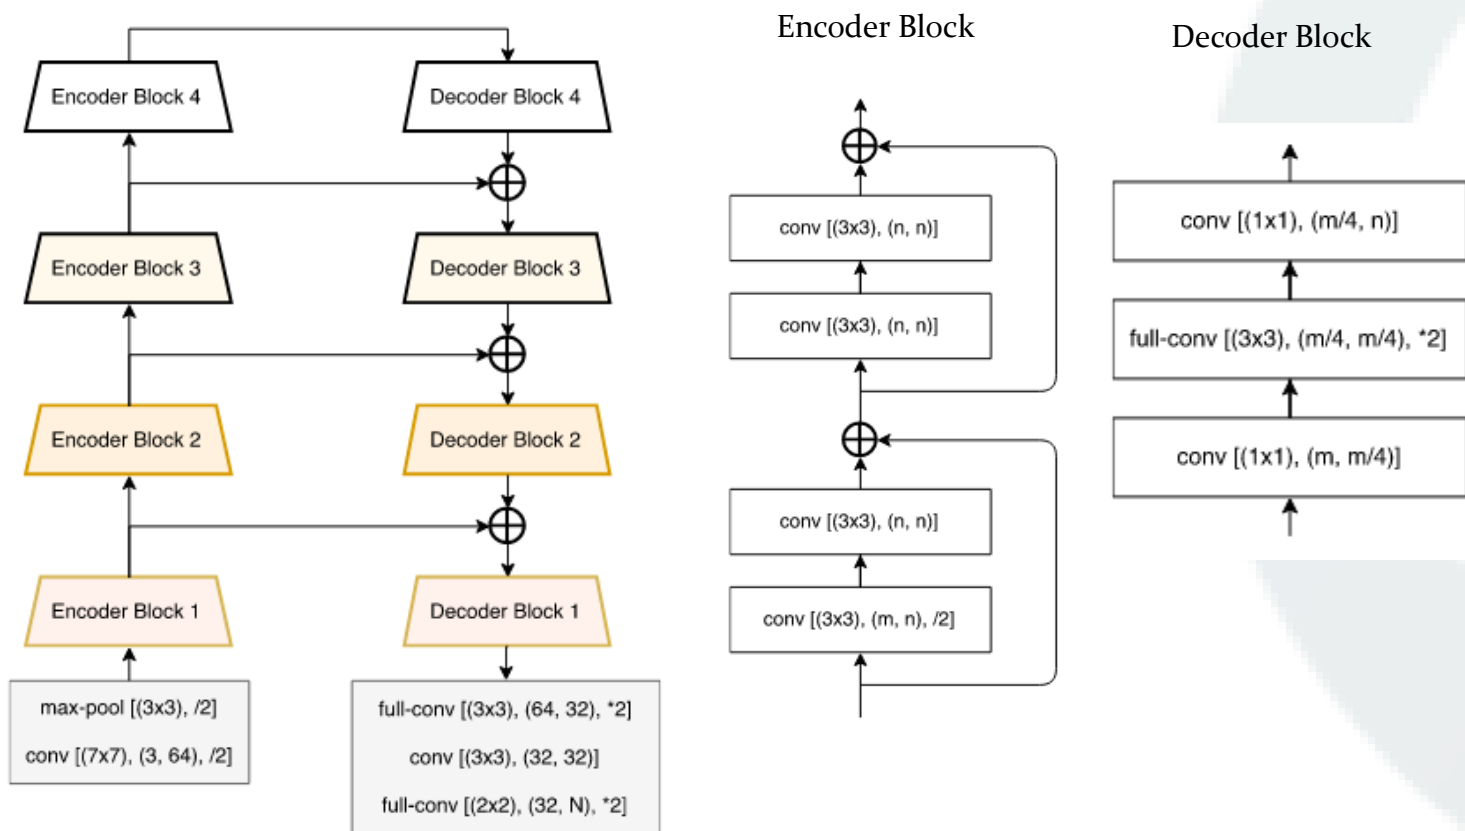 Encoder Block 4
Decoder Block 4
Encoder Block 3
Decoder Block 3
Encoder Block 2
Decoder Block 2
Encoder Block 1
Decoder Block 1
max-pool [(3x3), /2]
conv [(7x7), (3, 64), /2]
full-conv [(3x3), (64, 32), *2]
conv [(3x3), (32, 32)]
full-conv [(2x2), (32, N), *2]
Encoder Block
conv [(3x3), (n, n)]
conv [(3x3), (n, n)]
conv [(3x3), (n, n)]
conv [(3x3), (m, n), /2]
Decoder Block
conv [(1x1), (m/4, n)]
full-conv [(3x3), (m/4, m/4), *2]
conv [(1x1), (m, m/4)]